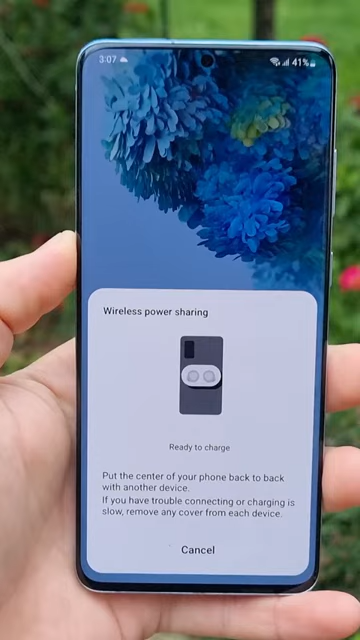 3:07 41%
Wireless power sharing
Ready to charge
Put the center of your phone back to back
with another device.
If you have trouble connecting or charging is
slow, remove any cover from each device.
Cancel